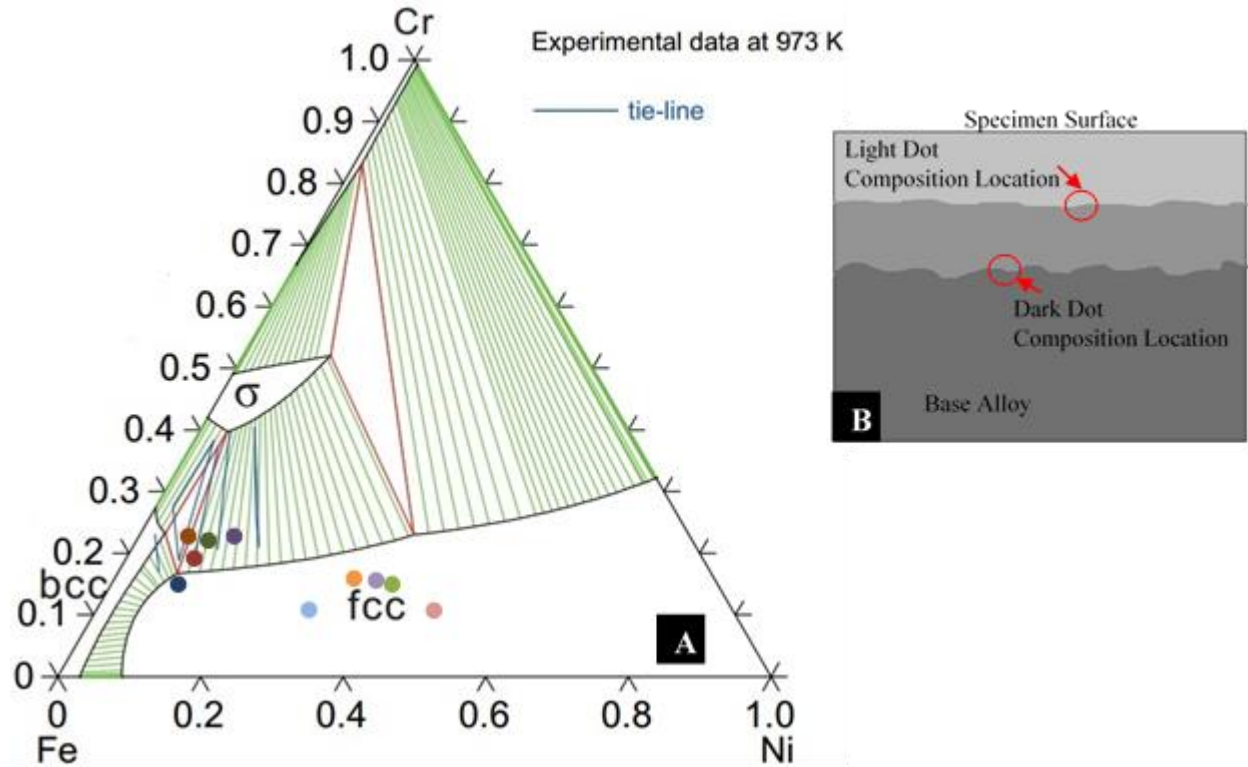 Cr
Experimental data at 973 K
1.0
tie-line
0.9
Specimen Surface
Light Dot
Composition Location
0.8
0.7
0.6
Dark Dot
Composition Location
0.5
σ
0.4
Base Alloy
B
0.3
0.2
bcc
0.1
fcc
A
0
0
0.2
0.4
0.6
0.8
1.0
Fe
Ni